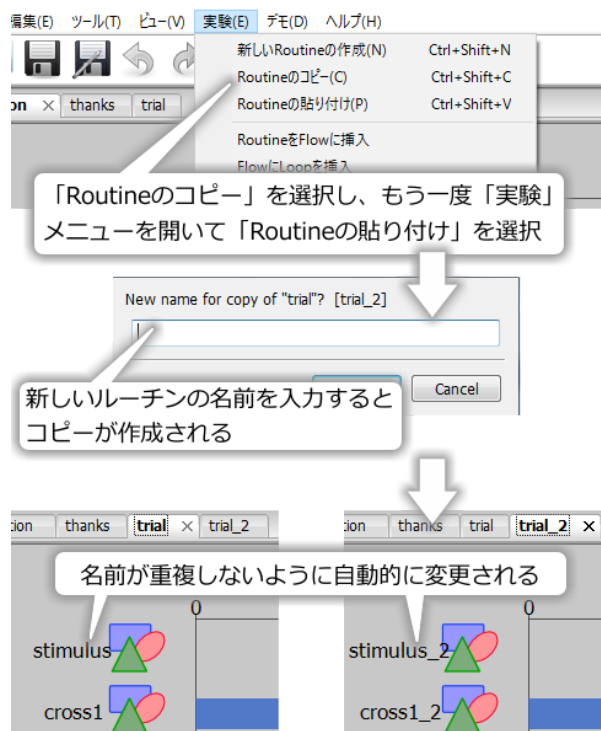 編集(E) ツール(T) ビュー(V) 実験(E) デモ(D) ヘルプ(H)
新しいRoutineの作成(N) Ctrl+Shift+N
Routineのコピー(C) Ctrl+Shift+C
Routineの貼り付け(P) Ctrl+Shift+V
on × thanks trial
RoutineをFlowに挿入
FlowにLoopを挿入
「Routineのコピー」を選択し、もう一度「実験」
メニューを開いて「Routineの貼り付け」を選択
New name for copy of "trial"? [trial_2]
Cancel
新しいルーチンの名前を入力すると
コピーが作成される
tion thanks trial × trial_2
tion thanks trial trial_2 ×
名前が重複しないように自動的に変更される
0 0
stimulus stimulus_2
cross1 cross1_2